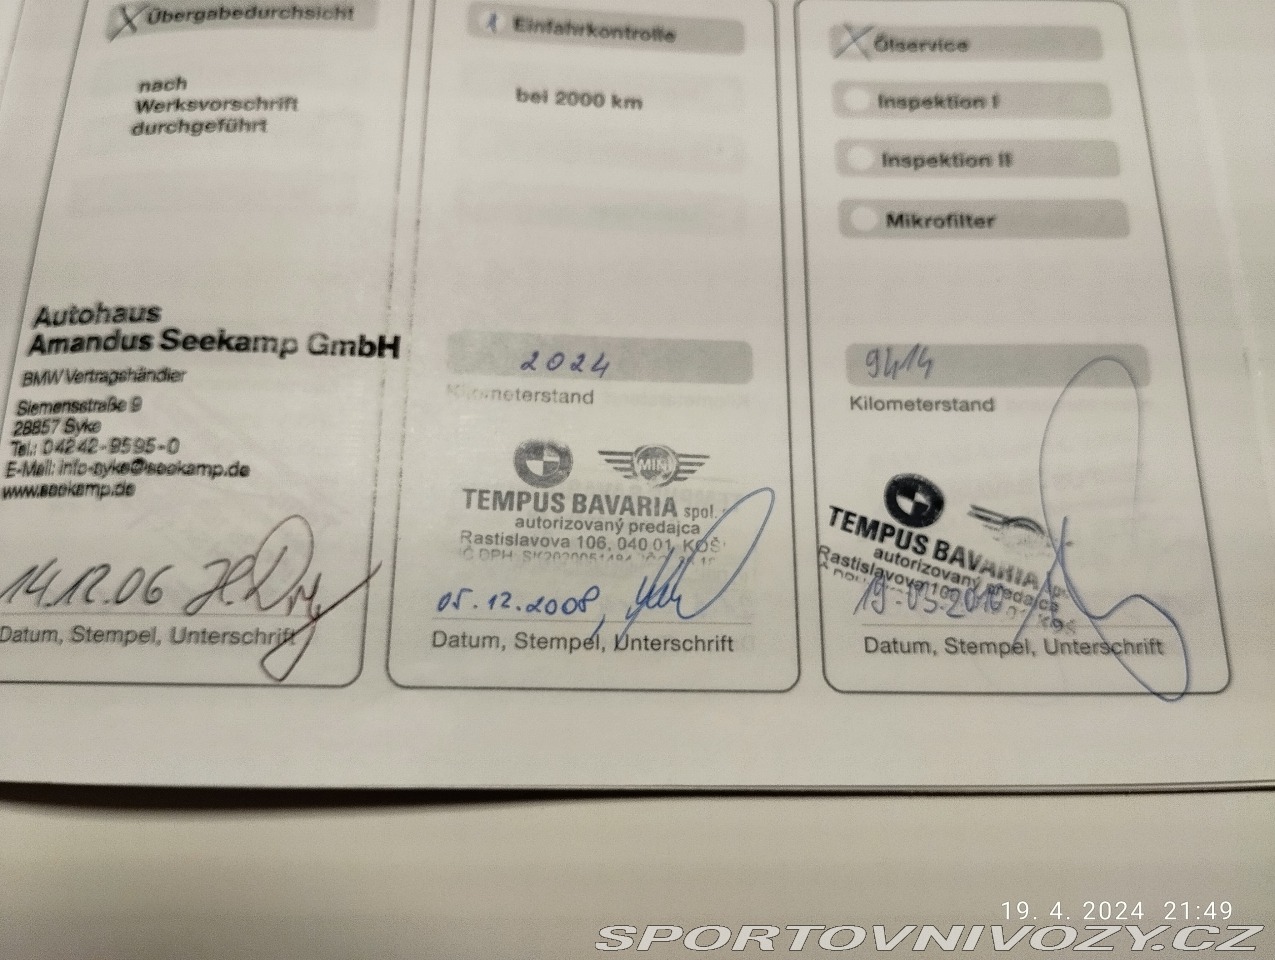 Übergabedurchsicht
nach
Werksvorschrift
durchgeführt
Autohaus
Amandus Seekamp GmbH
BMW Vertragshändler
Siemensstraße 9
28857 Syke
Tel.: 04242-9595-0
E-Mail: info-syke@seekamp.de
www.seekamp.de
14.12.06
Datum, Stempel, Unterschrift
Einfahrkontrolle
bei 2000 km
2024
Kilometerstand
MINI
TEMPUS BAVARIA spol.
autorizovaný predajca
Rastislavova 106, 040 01 KOŠ
05.12.2008,
Datum, Stempel, Unterschrift
Ölservice
Inspektion I
Inspektion II
Mikrofilter
9414
Kilometerstand
TEMPUS BAVARIA
autorizovaný predajca
Rastislavova
Datum, Stempel, Unterschrift
19. 4. 2024 21:49
SPORTOVNIVOZY.CZ